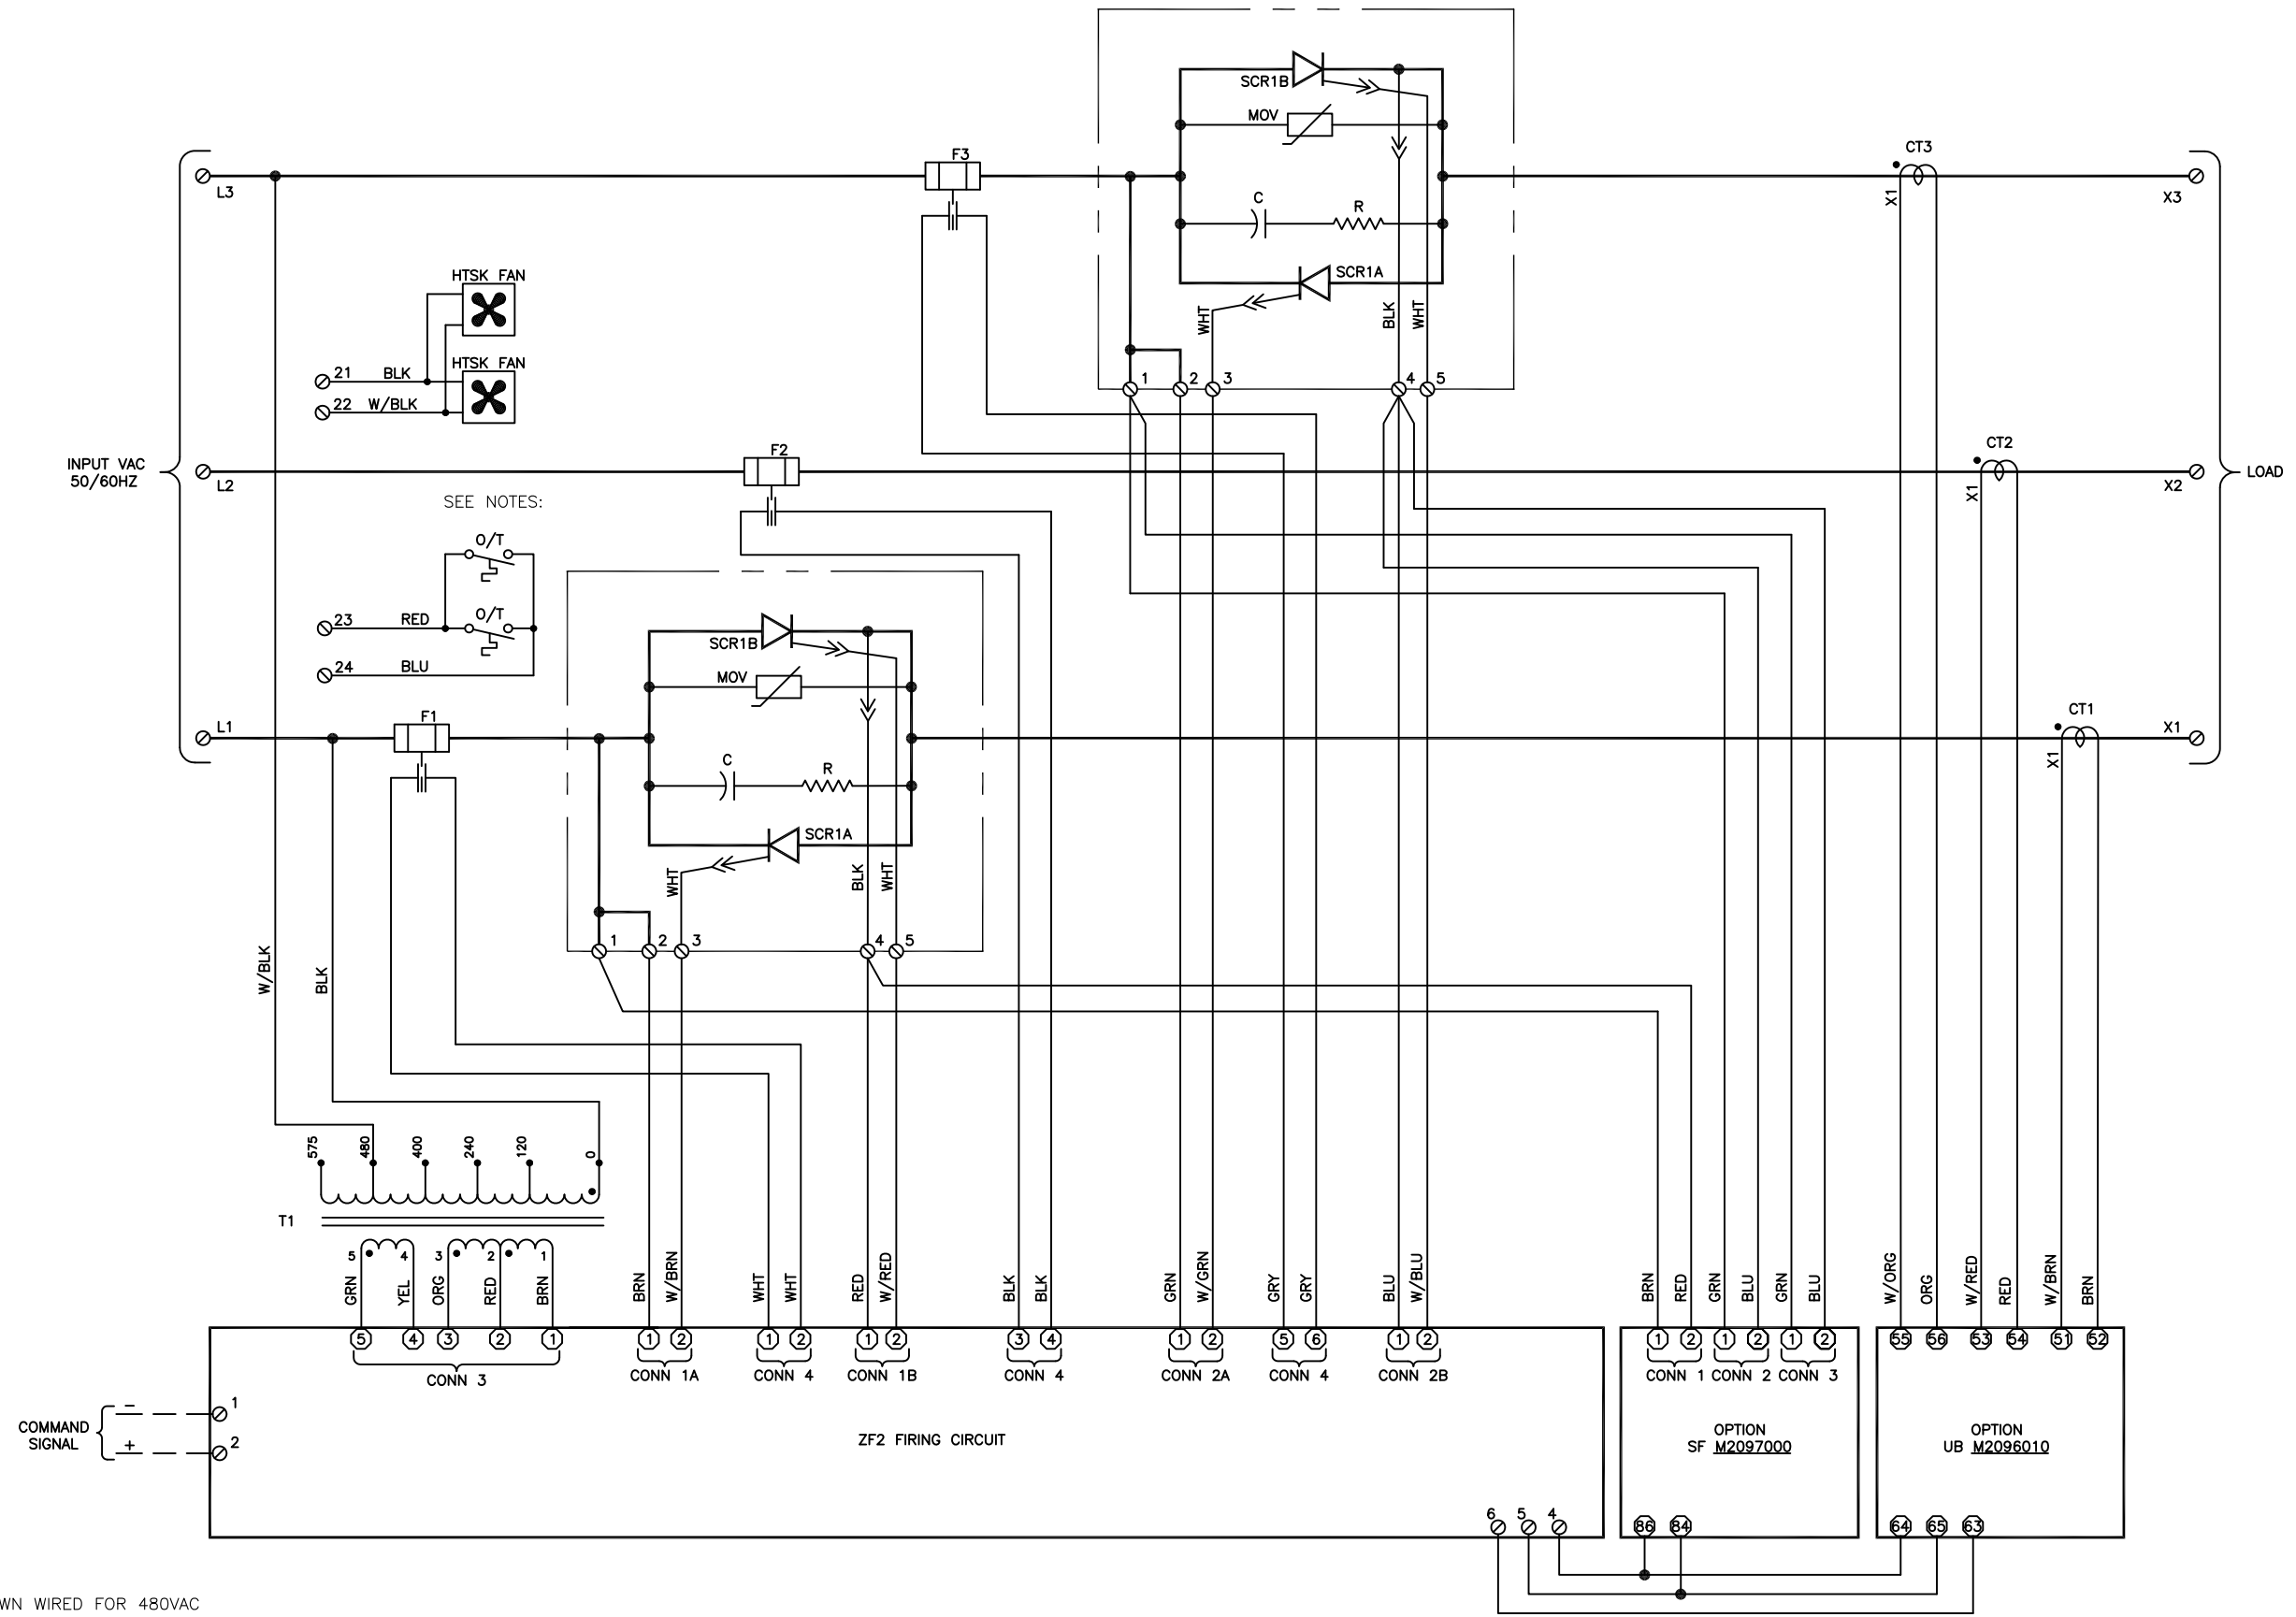 SCR1B
MOV
CT3
F3
L3
X1
X3
C
R
HTSK FAN
SCR1A
WHT
BLK
WHT
HTSK FAN
21 BLK
22 W/BLK
1 2 3 4 5
F2
CT2
INPUT VAC
50/60HZ
L2
X1
X2
LOAD
SEE NOTES:
O/T
O/T
23 RED
24 BLU
SCR1B
MOV
L1
F1
CT1
X1
X1
C
R
SCR1A
WHT
BLK
WHT
1 2 3 4 5
W/BLK
BLK
575 480 400 240 120 0
T1
5 4 3 2 1
GRN YEL ORG RED BRN
BRN W/BRN WHT WHT RED W/RED BLK BLK GRN W/GRN GRY GRY BLU W/BLU
BRN RED GRN BLU GRN BLU
W/ORG ORG W/RED RED W/BRN BRN
5 4 3 2 1 1 2 1 2 1 2 3 4 1 2 5 6 1 2
1 2 1 2 1 2
55 56 53 54 51 52
CONN 3
CONN 1A
CONN 4
CONN 1B
CONN 4
CONN 2A
CONN 4
CONN 2B
CONN 1
CONN 2
CONN 3
COMMAND
SIGNAL
− 1
+ 2
ZF2 FIRING CIRCUIT
OPTION
SF M2097000
OPTION
UB M2096010
6 5 4
86 84
64 65 63
WN WIRED FOR 480VAC